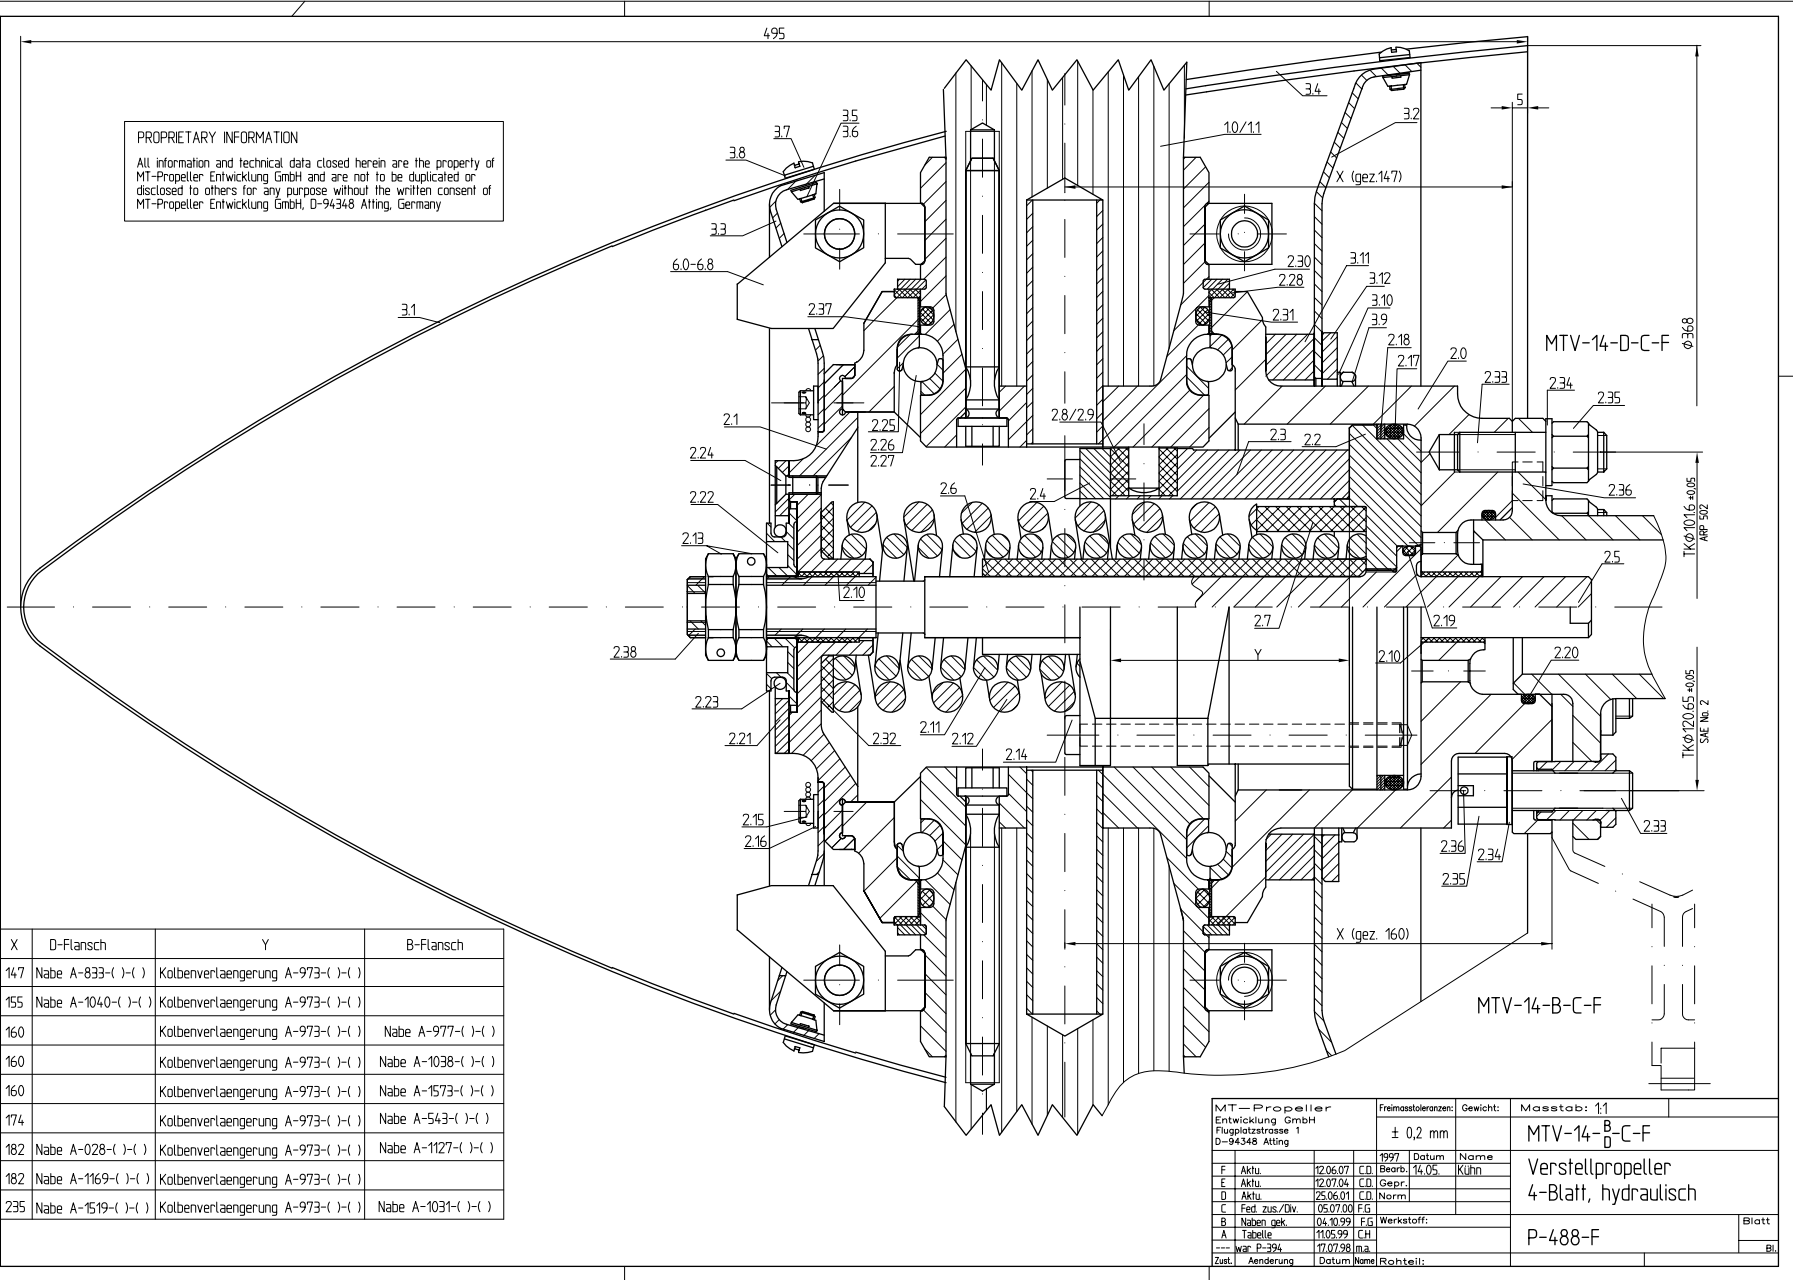 495
PROPRIETARY INFORMATION
All information and technical data closed herein are the property of
MT-Propeller Entwicklung GmbH and are not to be duplicated or
disclosed to others for any purpose without the written consent of
MT-Propeller Entwicklung GmbH, D-94348 Atting, Germany
3.5
3.6
3.7
3.8
3.3
6.0-6.8
3.1
2.37
3.4
5
3.2
1.0/1.1
X (gez.147)
2.30
2.28
2.31
3.11
3.12
3.10
3.9
2.18
2.17
2.0
MTV-14-D-C-F
Ø368
2.33
2.34
2.35
2.1
2.24
2.22
2.13
2.25
2.26
2.27
2.8/2.9
2.3
2.2
2.6
2.4
2.36
TKØ101.6 ±0,05
ARP 502
2.5
2.10
2.7
2.19
2.38
Y
2.10
2.20
2.23
2.21
2.32
2.11
2.12
2.14
TKØ120.65 ±0,05
SAE No. 2
2.15
2.16
2.36
2.34
2.35
2.33
X (gez. 160)
MTV-14-B-C-F
X D-Flansch Y B-Flansch
147 Nabe A-833-( )-( ) Kolbenverlaengerung A-973-( )-( )
155 Nabe A-1040-( )-( ) Kolbenverlaengerung A-973-( )-( )
160 Kolbenverlaengerung A-973-( )-( ) Nabe A-977-( )-( )
160 Kolbenverlaengerung A-973-( )-( ) Nabe A-1038-( )-( )
160 Kolbenverlaengerung A-973-( )-( ) Nabe A-1573-( )-( )
174 Kolbenverlaengerung A-973-( )-( ) Nabe A-543-( )-( )
182 Nabe A-028-( )-( ) Kolbenverlaengerung A-973-( )-( ) Nabe A-1127-( )-( )
182 Nabe A-1169-( )-( ) Kolbenverlaengerung A-973-( )-( )
235 Nabe A-1519-( )-( ) Kolbenverlaengerung A-973-( )-( ) Nabe A-1031-( )-( )
MT-Propeller
Entwicklung GmbH
Flugplatzstrasse 1
D-94348 Atting
Freimasstoleranzen:
± 0,2 mm
Gewicht:
Masstab: 1:1
MTV-14-B/D-C-F
Verstellpropeller
4-Blatt, hydraulisch
P-488-F
Blatt
Bl.
1997 Datum Name
Bearb. 14.05. Kühn
Gepr.
Norm
Werkstoff:
Rohteil:
F Aktu. 12.06.07 C.D.
E Aktu. 12.07.04 C.D.
D Aktu. 25.06.01 C.D.
C Fed. zus./Div. 05.07.00 F.G
B Naben gek. 04.10.99 F.G
A Tabelle 11.05.99 C.H
--- war P-394 17.07.98 m.a.
Zust. Aenderung Datum Name